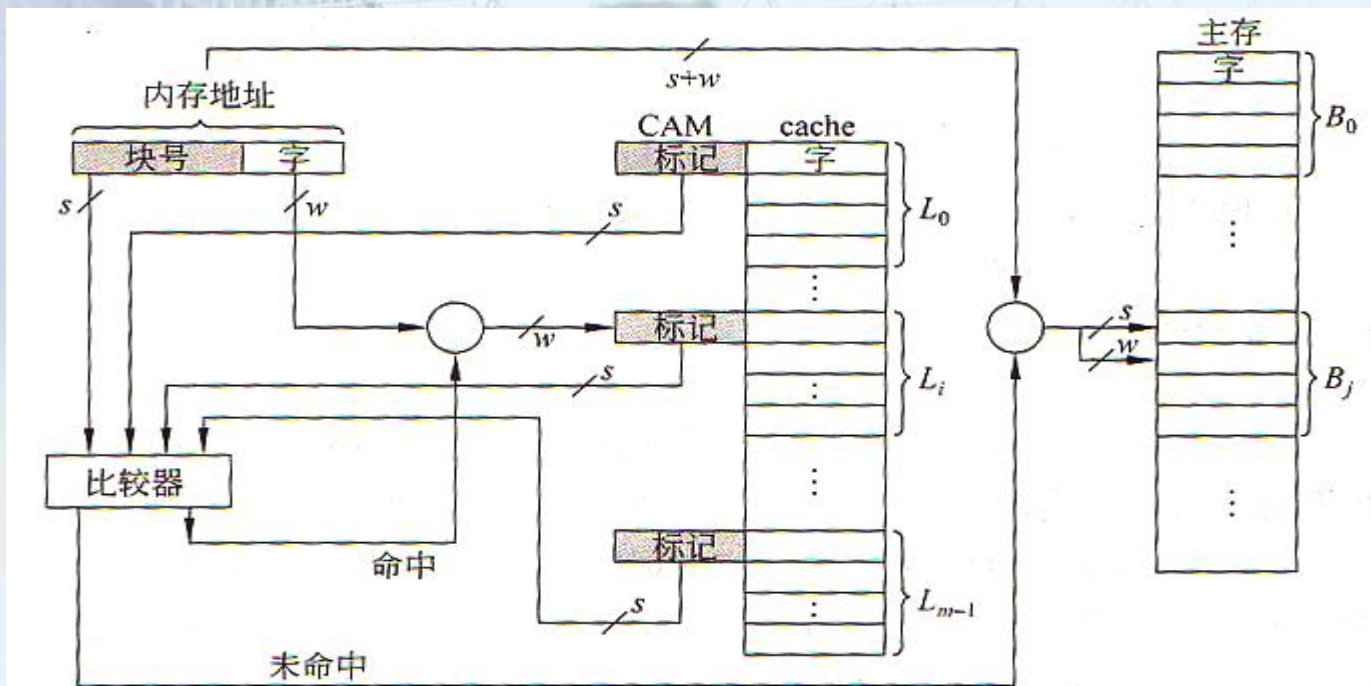 主存
s+w
字
内存地址
B0
CAM cache
块号 字 标记 字
s w s
L0
⋮
⋮
w 标记 s
s
Li
⋮
Bj
比较器
⋮
⋮
命中
标记
s
⋮
Lm-1
未命中